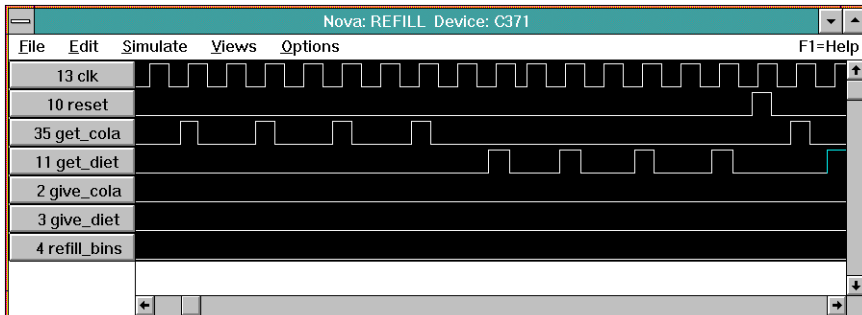 Nova: REFILL Device: C371
File Edit Simulate Views Options F1=Help
13 clk
10 reset
35 get_cola
11 get_diet
2 give_cola
3 give_diet
4 refill_bins